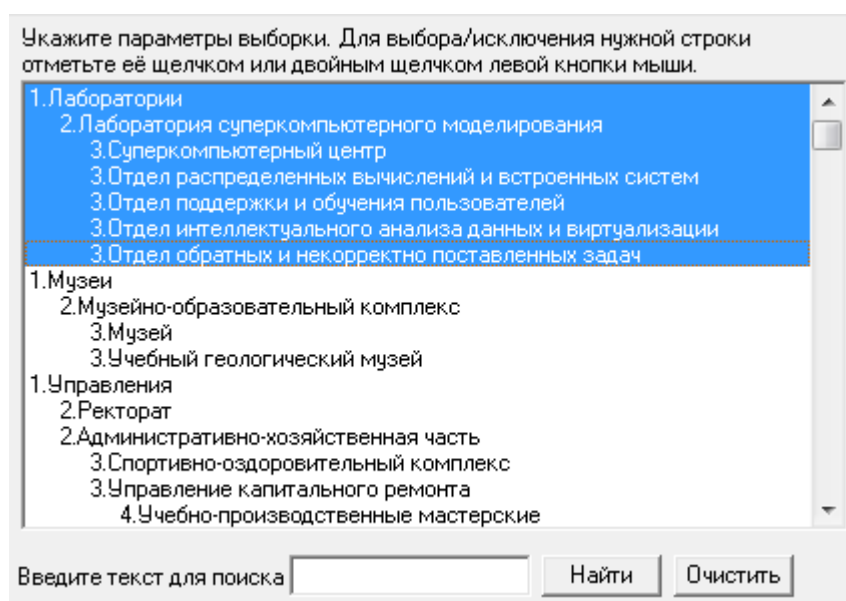 Укажите параметры выборки. Для выбора/исключения нужной строки
отметьте её щелчком или двойным щелчком левой кнопки мыши.
1.Лаборатории
2.Лаборатория суперкомпьютерного моделирования
3.Суперкомпьютерный центр
3.Отдел распределенных вычислений и встроенных систем
3.Отдел поддержки и обучения пользователей
3.Отдел интеллектуального анализа данных и виртуализации
3.Отдел обратных и некорректно поставленных задач
1.Музеи
2.Музейно-образовательный комплекс
3.Музей
3.Учебный геологический музей
1.Управления
2.Ректорат
2.Административно-хозяйственная часть
3.Спортивно-оздоровительный комплекс
3.Управление капитального ремонта
4.Учебно-производственные мастерские
Введите текст для поиска Найти Очистить